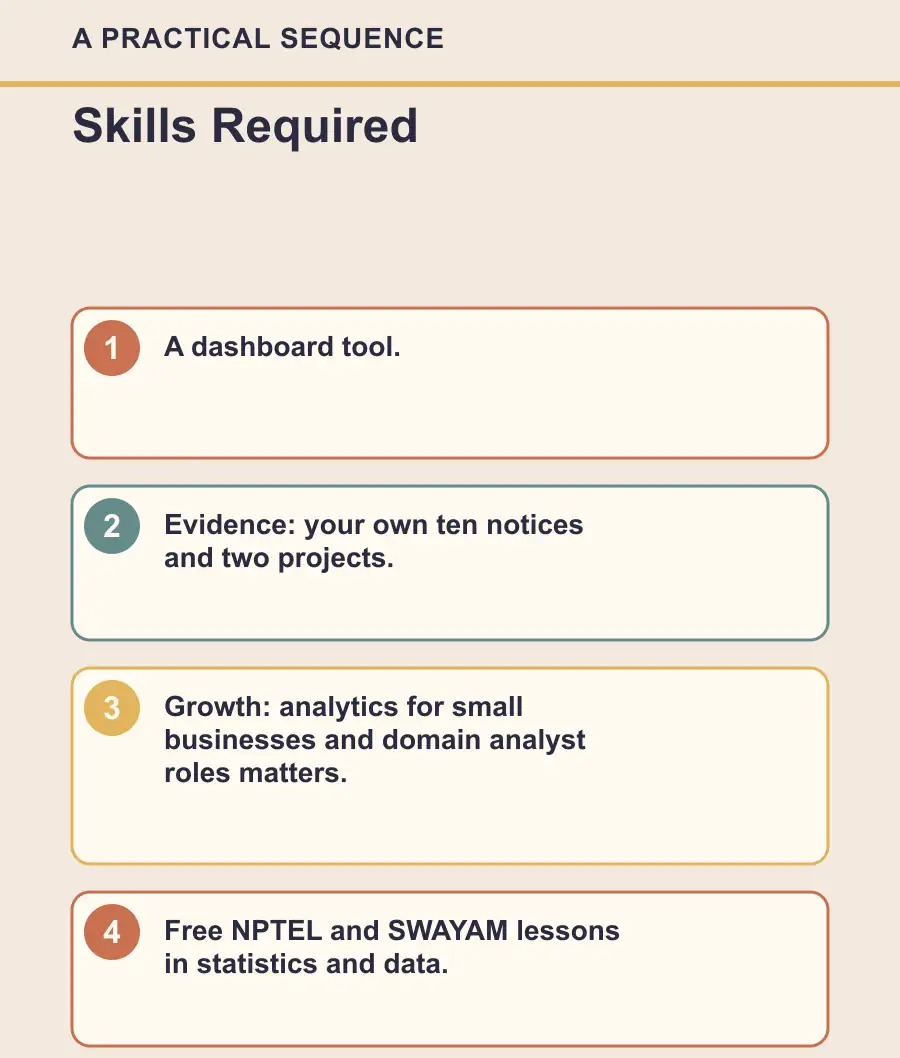 A PRACTICAL SEQUENCE
Skills Required
1
A dashboard tool.
2
Evidence: your own ten notices
and two projects.
3
Growth: analytics for small
businesses and domain analyst
roles matters.
4
Free NPTEL and SWAYAM lessons
in statistics and data.